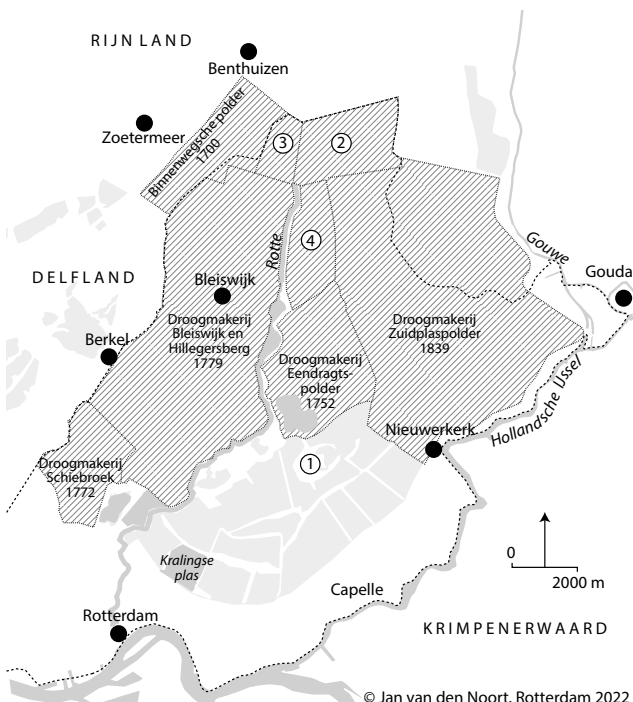 RIJNLAND
Benthuizen
Zoetermeer
Binnenwegsche polder
1700
3
2
Rotte
4
Gouwe
Gouda
DELFLAND
Bleiswijk
Droogmakerij
Bleiswijk en
Hillegersberg
1779
Berkel
Droogmakerij
Zuidplaspolder
1839
Droogmakerij
Eendragts-
polder
1752
Hollandsche IJssel
Nieuwerkerk
Droogmakerij
Schiebroek
1772
1
Kralingse
plas
0
2000 m
Capelle
Rotterdam
KRIMPENERWAARD
© Jan van den Noort, Rotterdam 2022